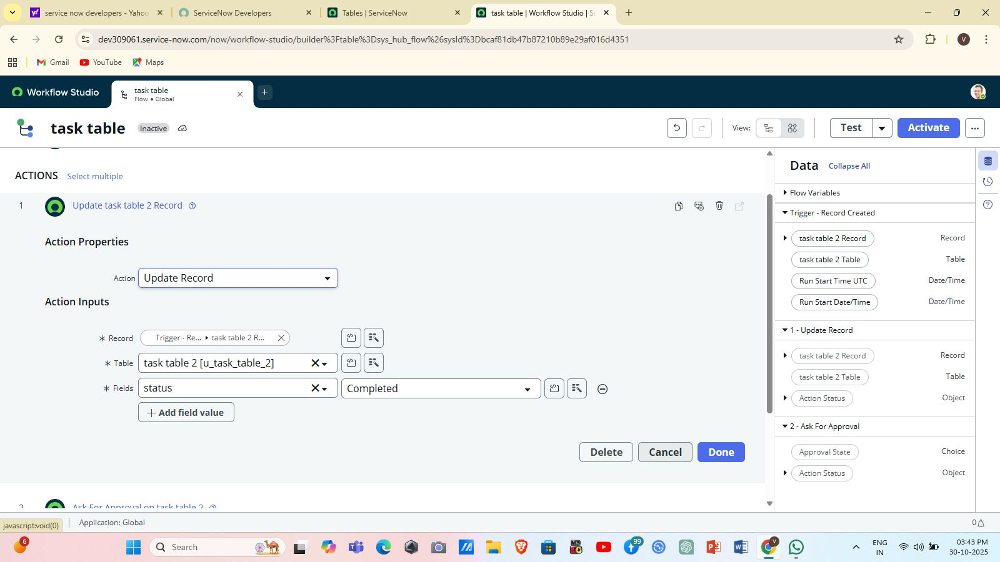 service now developers - Yahoo
ServiceNow Developers
Tables | ServiceNow
task table | Workflow Studio | Se
dev309061.service-now.com/now/workflow-studio/builder%3Ftable%3Dsys_hub_flow%26sysId%3Dbcaf81db47b87210b89e29af016d4351
V
Gmail
YouTube
Maps
Workflow Studio
task table
Flow • Global
task table
Inactive
View:
Test
Activate
ACTIONS
Select multiple
1
Update task table 2 Record
Action Properties
Action
Update Record
Action Inputs
* Record
Trigger - Re...
task table 2 R...
* Table
task table 2 [u_task_table_2]
* Fields
status
Completed
+ Add field value
Delete
Cancel
Done
2
Ask For Approval on task table 2
Data
Collapse All
Flow Variables
Trigger - Record Created
task table 2 Record
Record
task table 2 Table
Table
Run Start Time UTC
Date/Time
Run Start Date/Time
Date/Time
1 - Update Record
task table 2 Record
Record
task table 2 Table
Table
Action Status
Object
2 - Ask For Approval
Approval State
Choice
Action Status
Object
javascript:void(0)
Application: Global
0
6
Search
99
V
ENG
IN
03:43 PM
30-10-2025